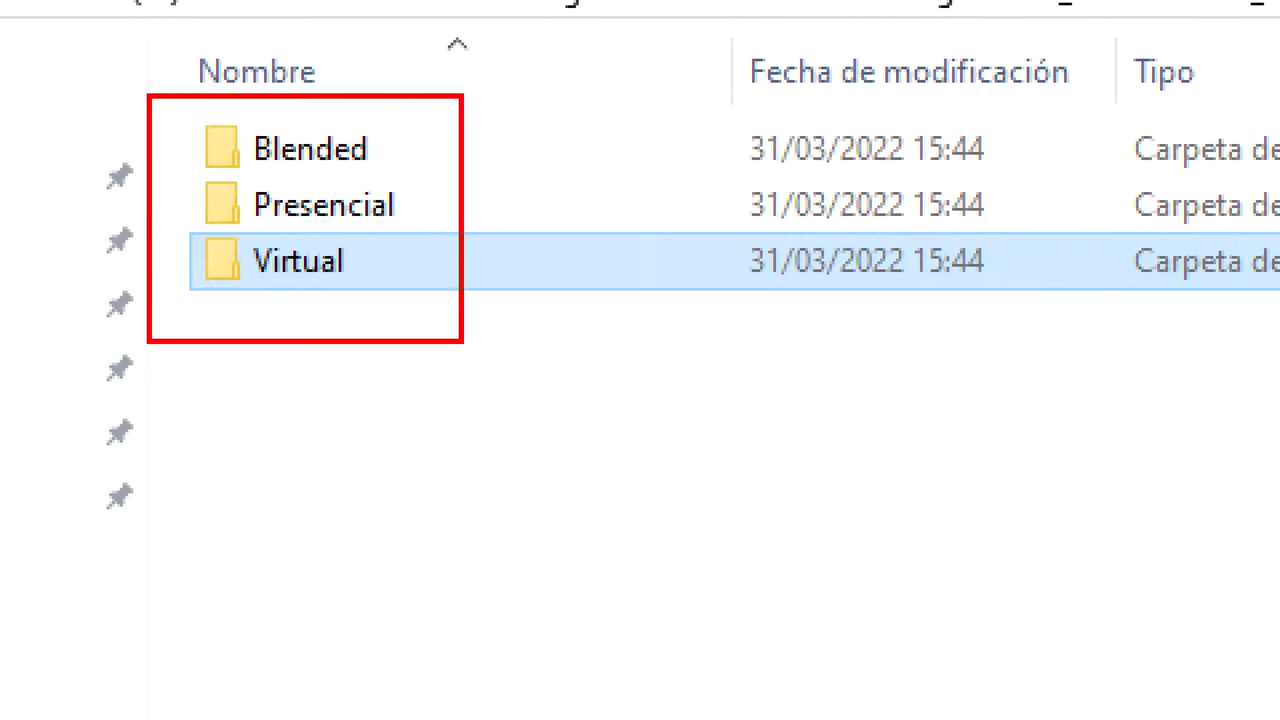 Nombre Fecha de modificación Tipo
Blended 31/03/2022 15:44 Carpeta de
Presencial 31/03/2022 15:44 Carpeta de
Virtual 31/03/2022 15:44 Carpeta de